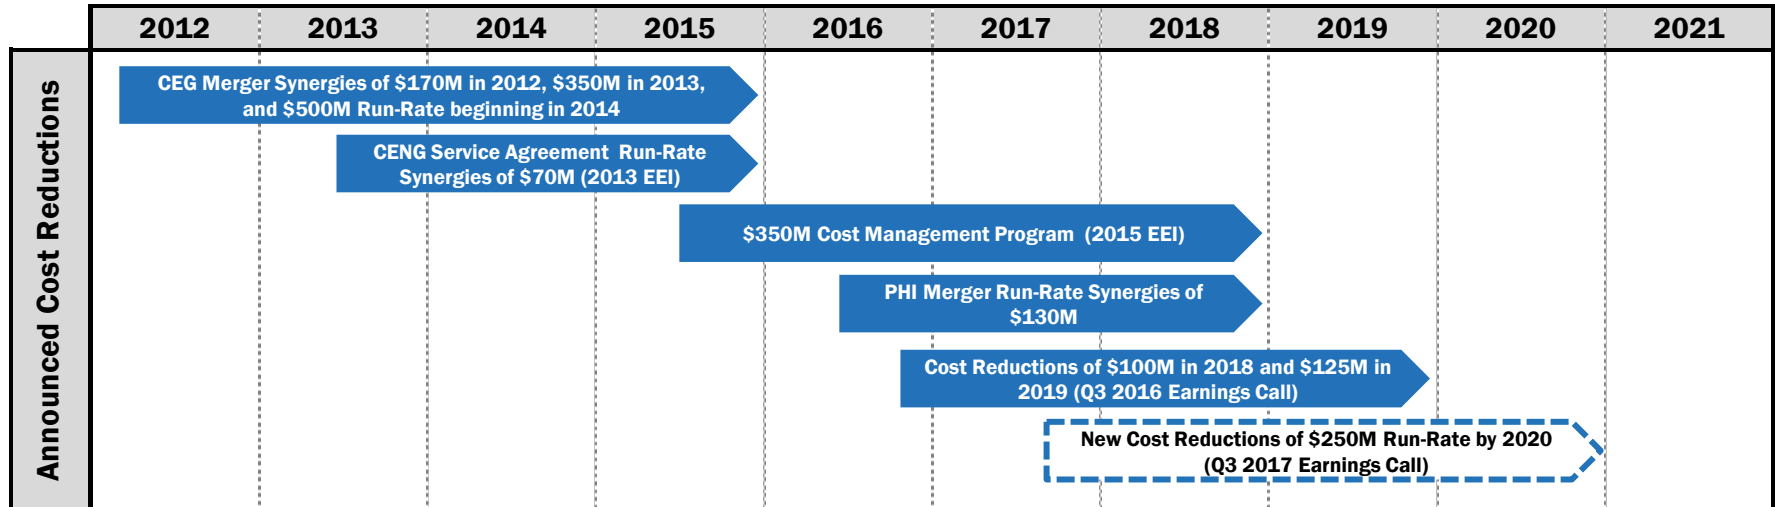 2012 2013 2014 2015 2016 2017 2018 2019 2020 2021
Announced Cost Reductions
CEG Merger Synergies of $170M in 2012, $350M in 2013,
and $500M Run-Rate beginning in 2014
CENG Service Agreement Run-Rate
Synergies of $70M (2013 EEI)
$350M Cost Management Program (2015 EEI)
PHI Merger Run-Rate Synergies of
$130M
Cost Reductions of $100M in 2018 and $125M in
2019 (Q3 2016 Earnings Call)
New Cost Reductions of $250M Run-Rate by 2020
(Q3 2017 Earnings Call)